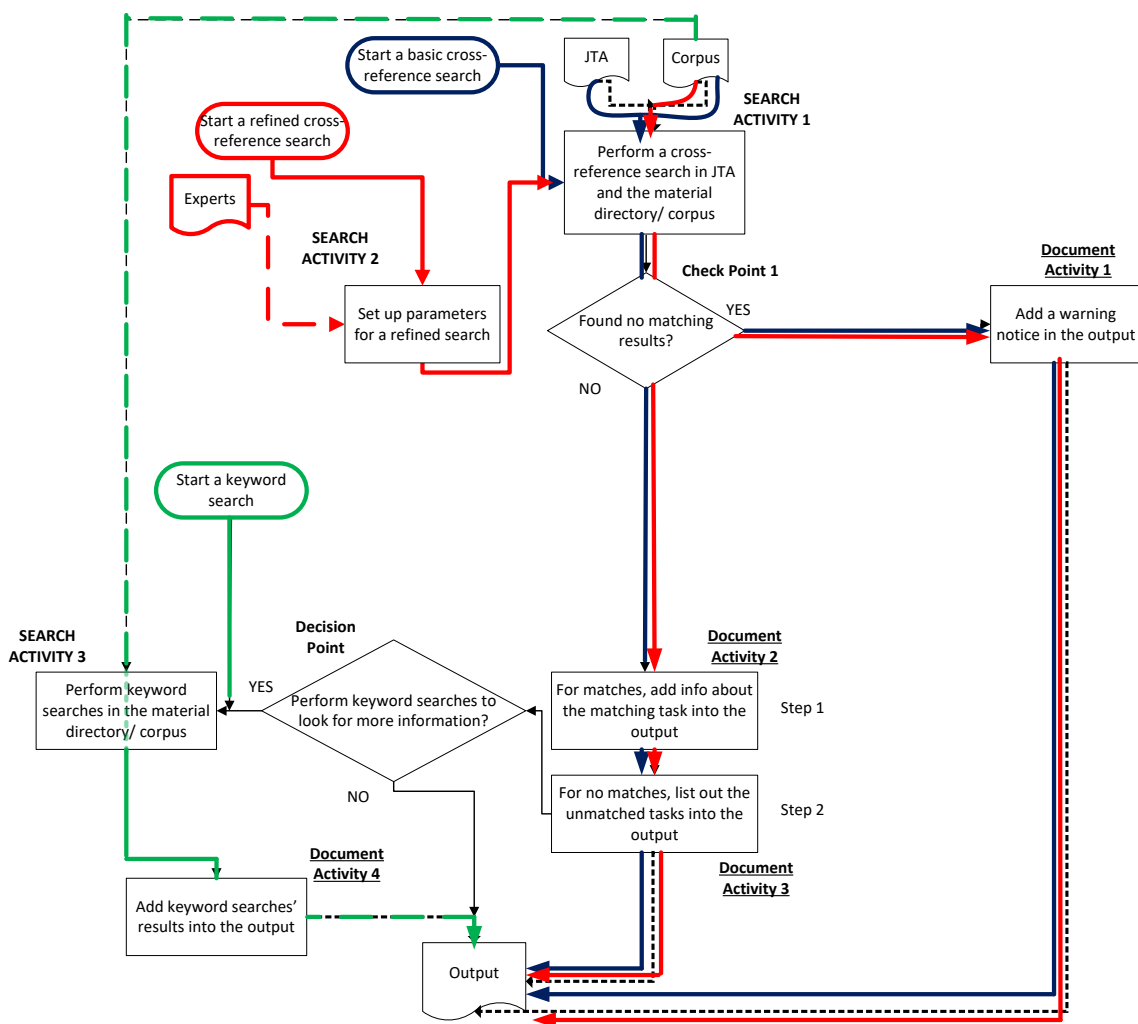 Start a basic cross-
reference search
JTA
Corpus
SEARCH
ACTIVITY 1
Start a refined cross-
reference search
Perform a cross-
reference search in JTA
and the material
directory/ corpus
Experts
SEARCH
ACTIVITY 2
Set up parameters
for a refined search
Check Point 1
Found no matching
results?
YES
NO
Document
Activity 1
Add a warning
notice in the output
Start a keyword
search
SEARCH
ACTIVITY 3
Perform keyword
searches in the material
directory/ corpus
YES
Decision
Point
Perform keyword searches to
look for more information?
NO
Document
Activity 2
For matches, add info about
the matching task into the
output
Step 1
For no matches, list out the
unmatched tasks into the
output
Step 2
Document
Activity 3
Document
Activity 4
Add keyword searches’
results into the output
Output